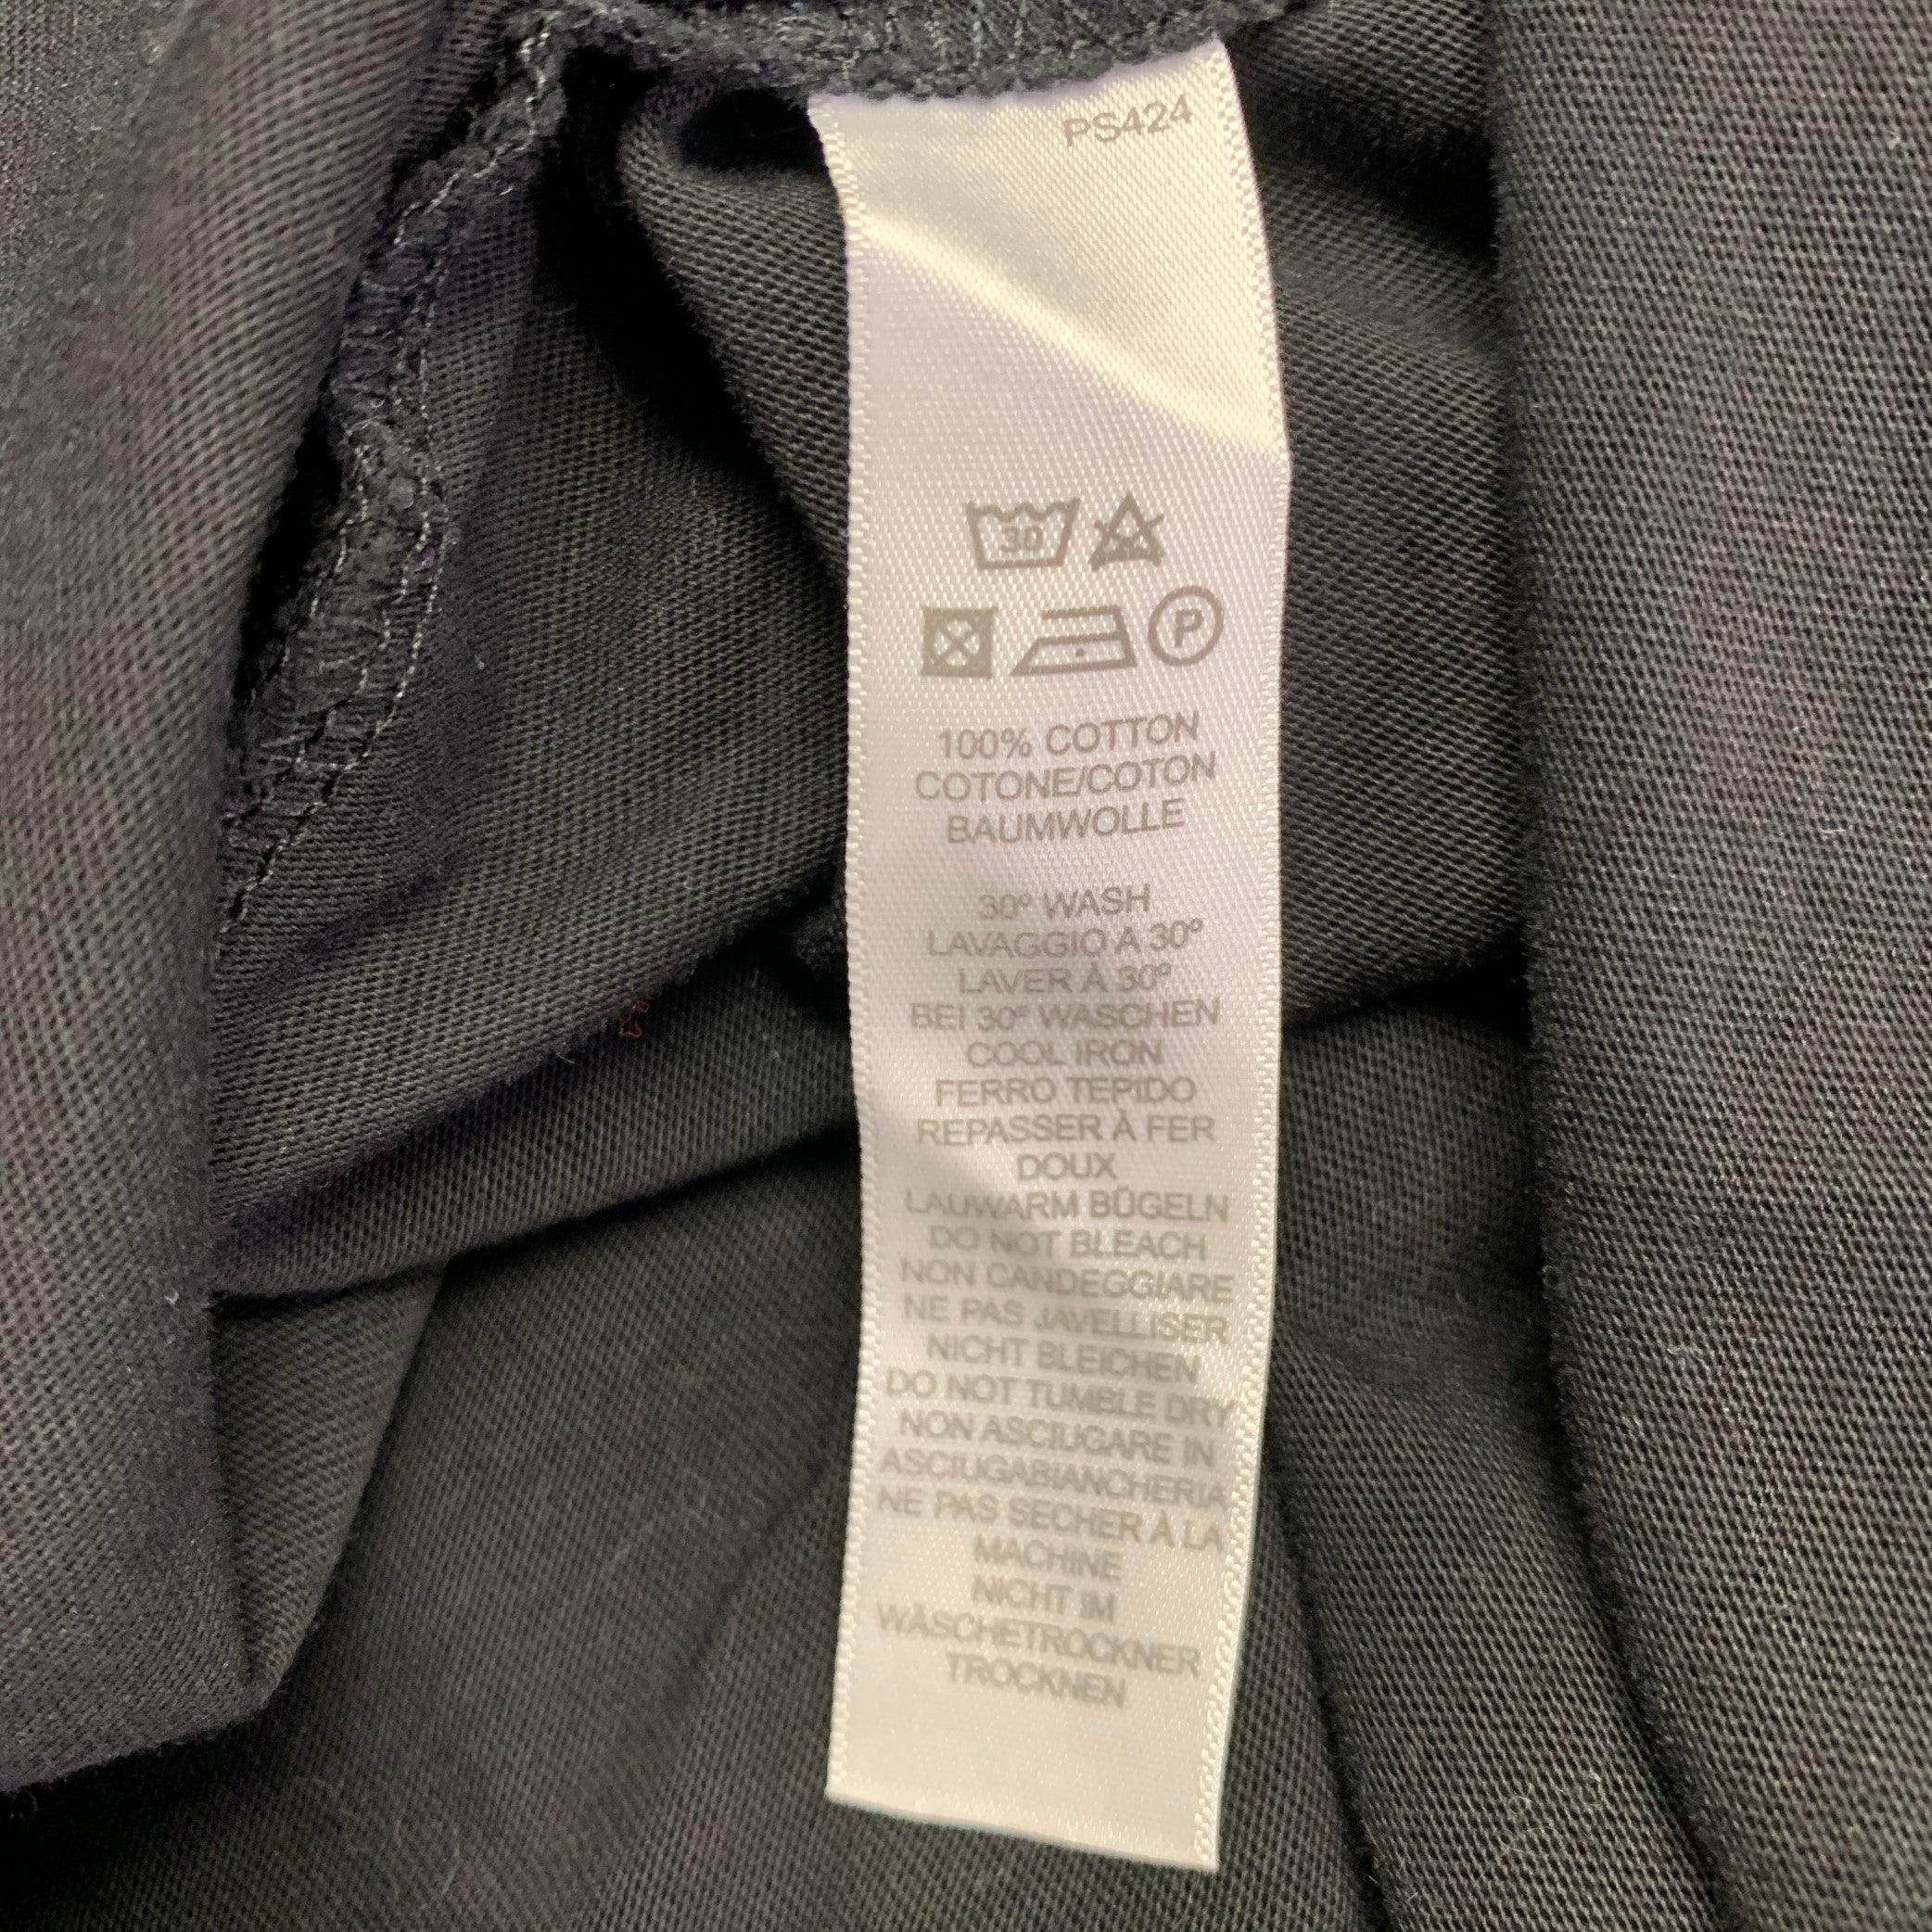 PS424
30
P
100% COTTON
COTONE/COTON
BAUMWOLLE
30° WASH
LAVAGGIO A 30°
LAVER À 30°
BEI 30° WASCHEN
COOL IRON
FERRO TEPIDO
REPASSER À FER
DOUX
LAUWARM BÜGELN
DO NOT BLEACH
NON CANDEGGIARE
NE PAS JAVELLISER
NICHT BLEICHEN
DO NOT TUMBLE DRY
NON ASCIUGARE IN
ASCIUGABIANCHERIA
NE PAS SECHER À LA
MACHINE
NICHT IM
WÄSCHETROCKNER
TROCKNEN